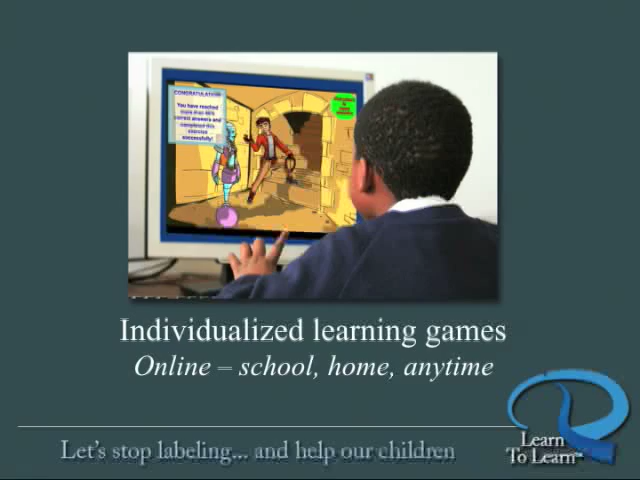 CONGRATULATIONS
You have reached
more than 80%
correct answers and
completed this
exercise
successfully!
Individualized learning games
Online – school, home, anytime
Let's stop labeling... and help our children
Learn
To Learn